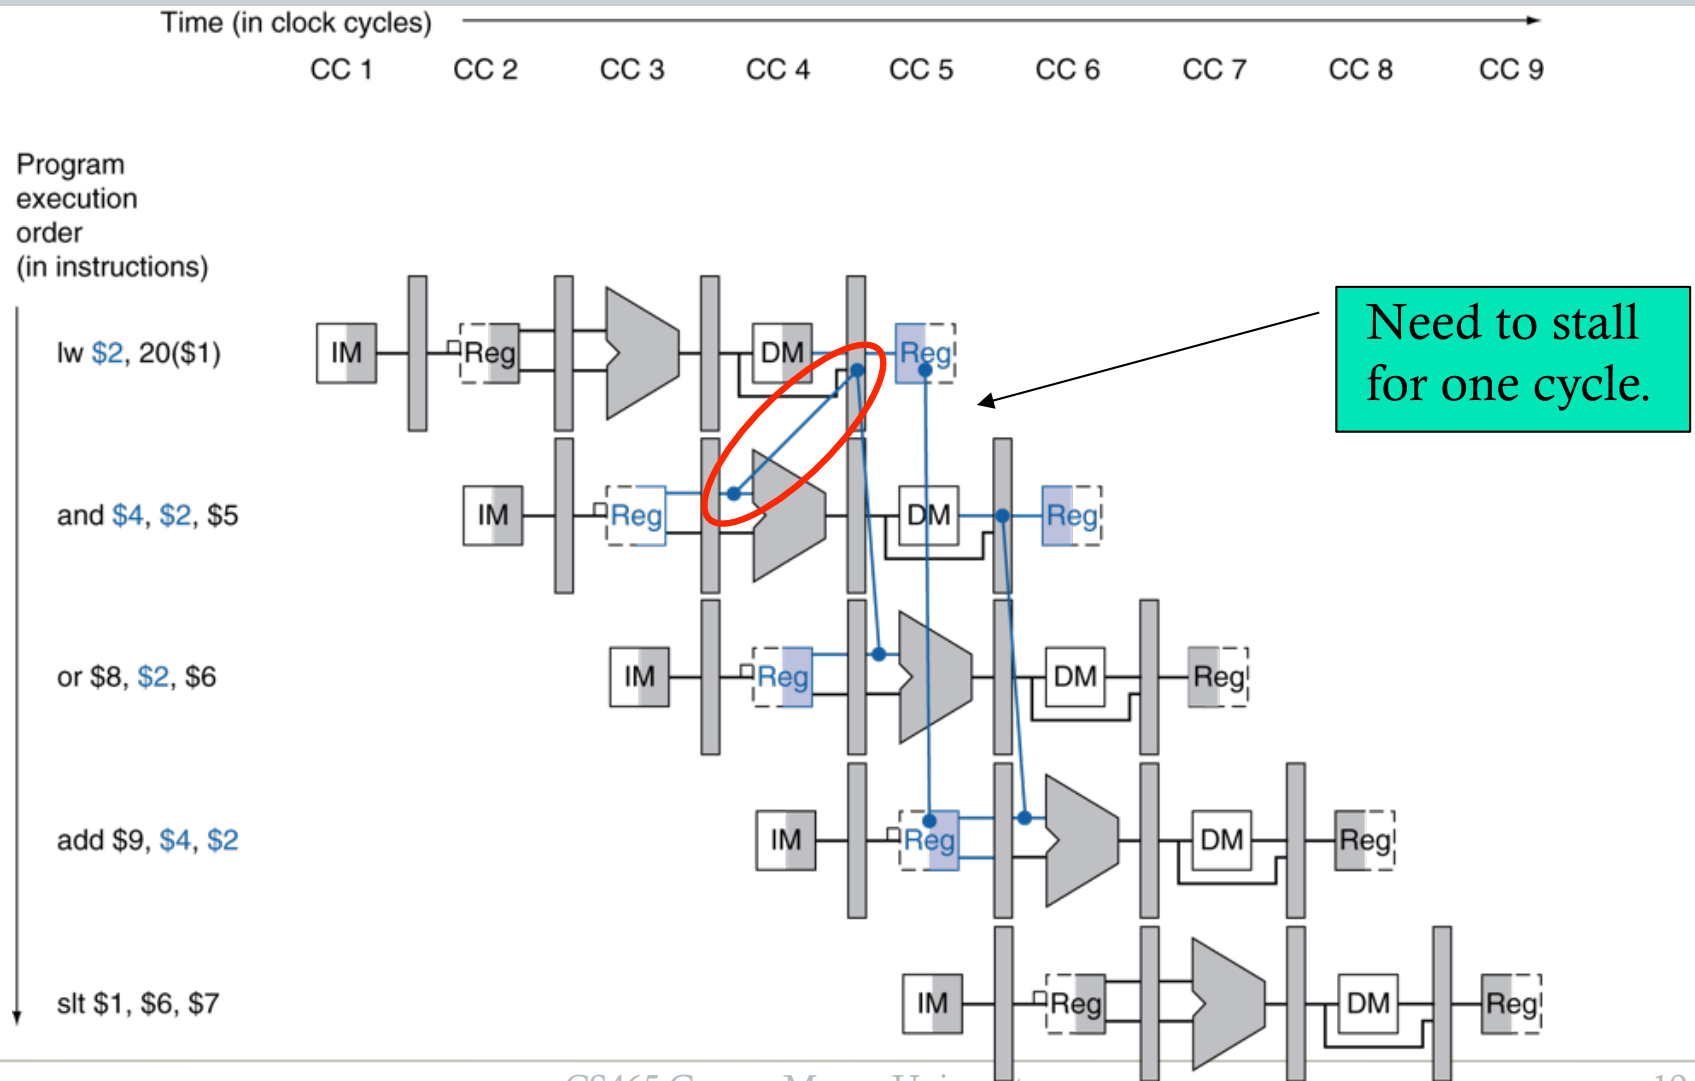 Time (in clock cycles)
CC 1 CC 2 CC 3 CC 4 CC 5 CC 6 CC 7 CC 8 CC 9
Program
execution
order
(in instructions)
Need to stall
for one cycle.
lw $2, 20($1) IM Reg DM Reg
and $4, $2, $5 IM Reg DM Reg
or $8, $2, $6 IM Reg DM Reg
add $9, $4, $2 IM Reg DM Reg
slt $1, $6, $7 IM Reg DM Reg